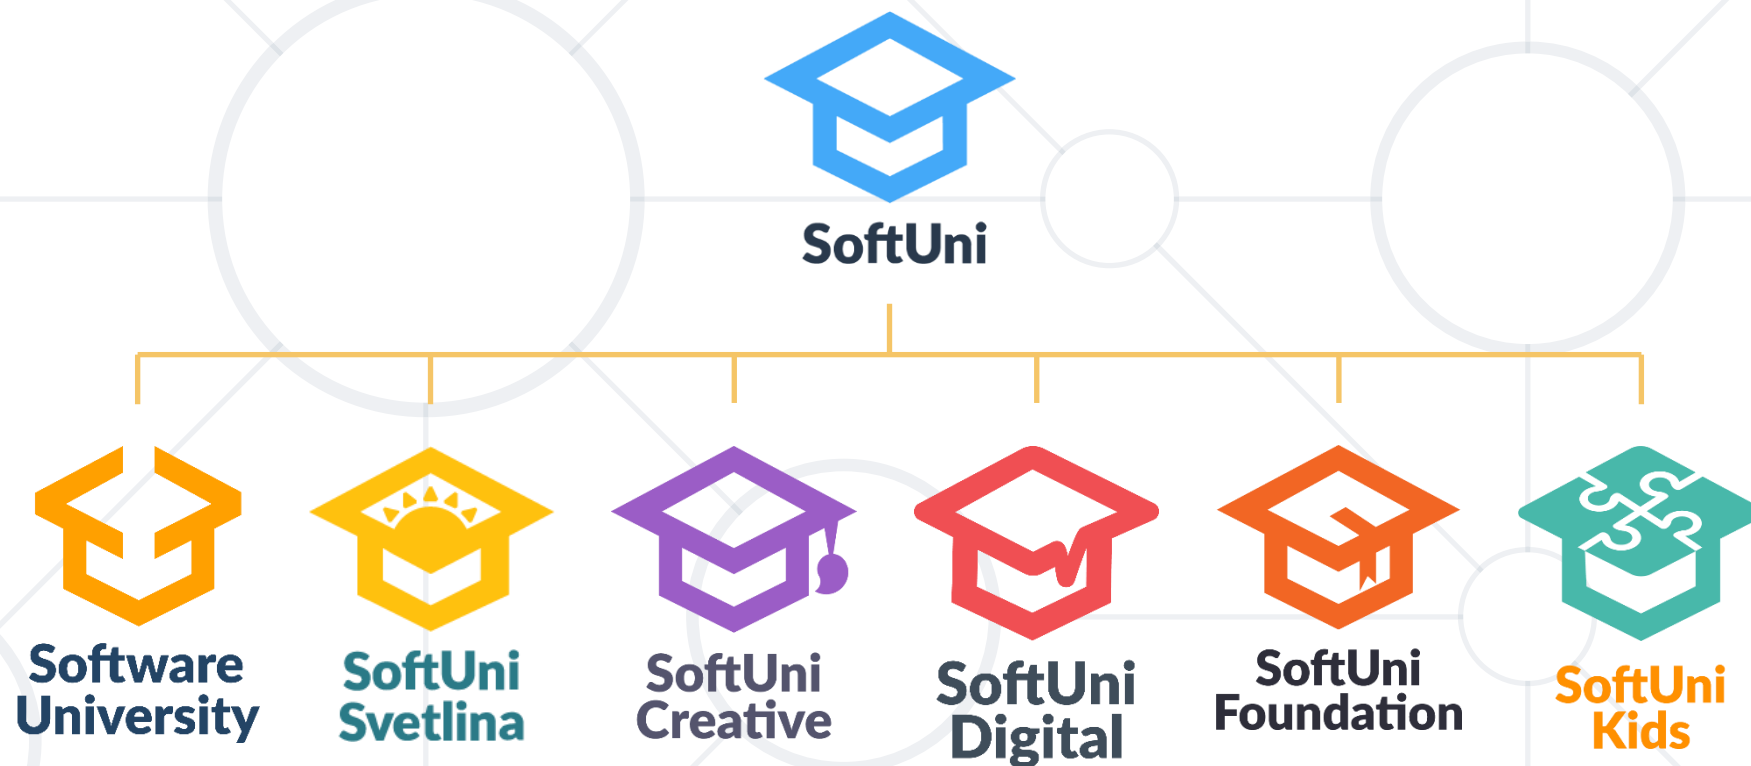 SoftUni
Software
University
SoftUni
Svetlina
SoftUni
Creative
SoftUni
Digital
SoftUni
Foundation
SoftUni
Kids